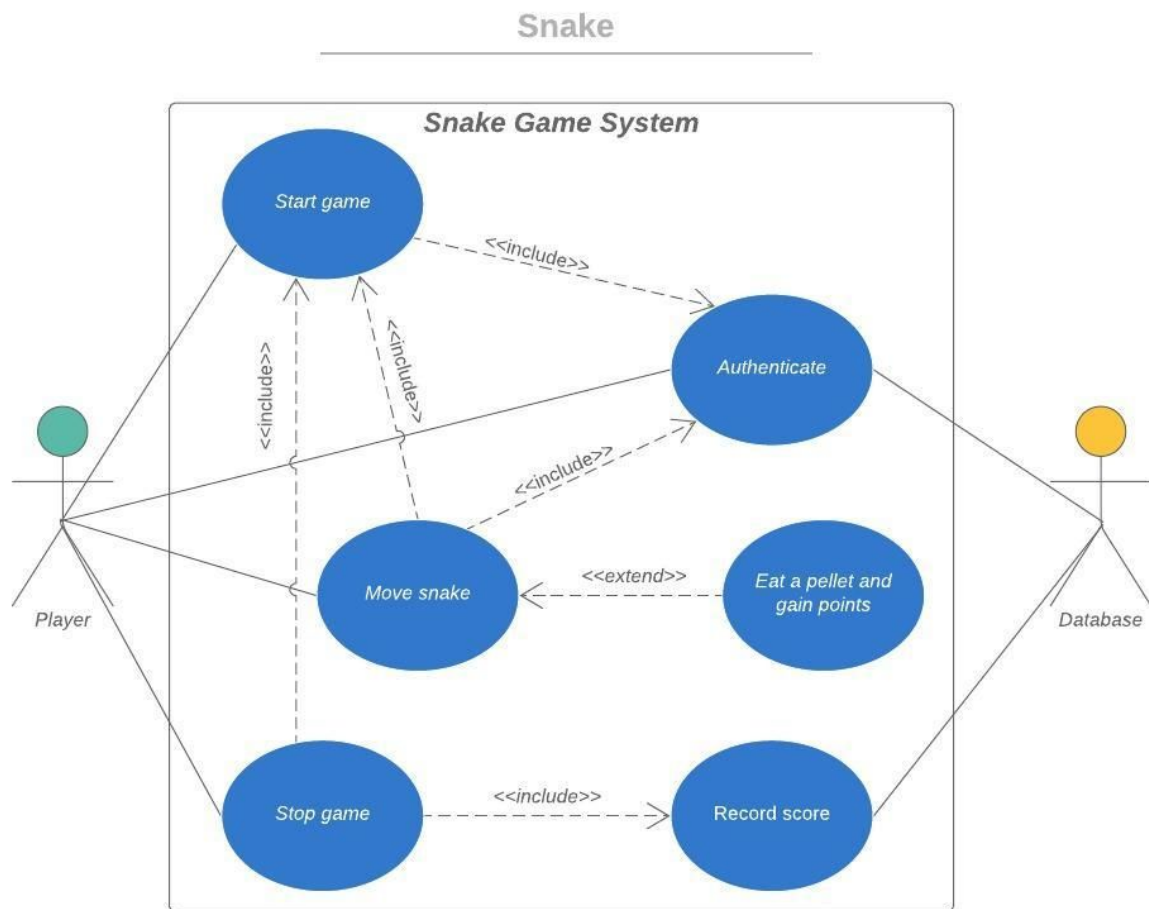 Snake
Snake Game System
Start game
<<include>>
<<include>>
<<include>>
Authenticate
<<include>>
Player
Move snake
<<extend>>
Eat a pellet and
gain points
Database
Stop game
<<include>>
Record score